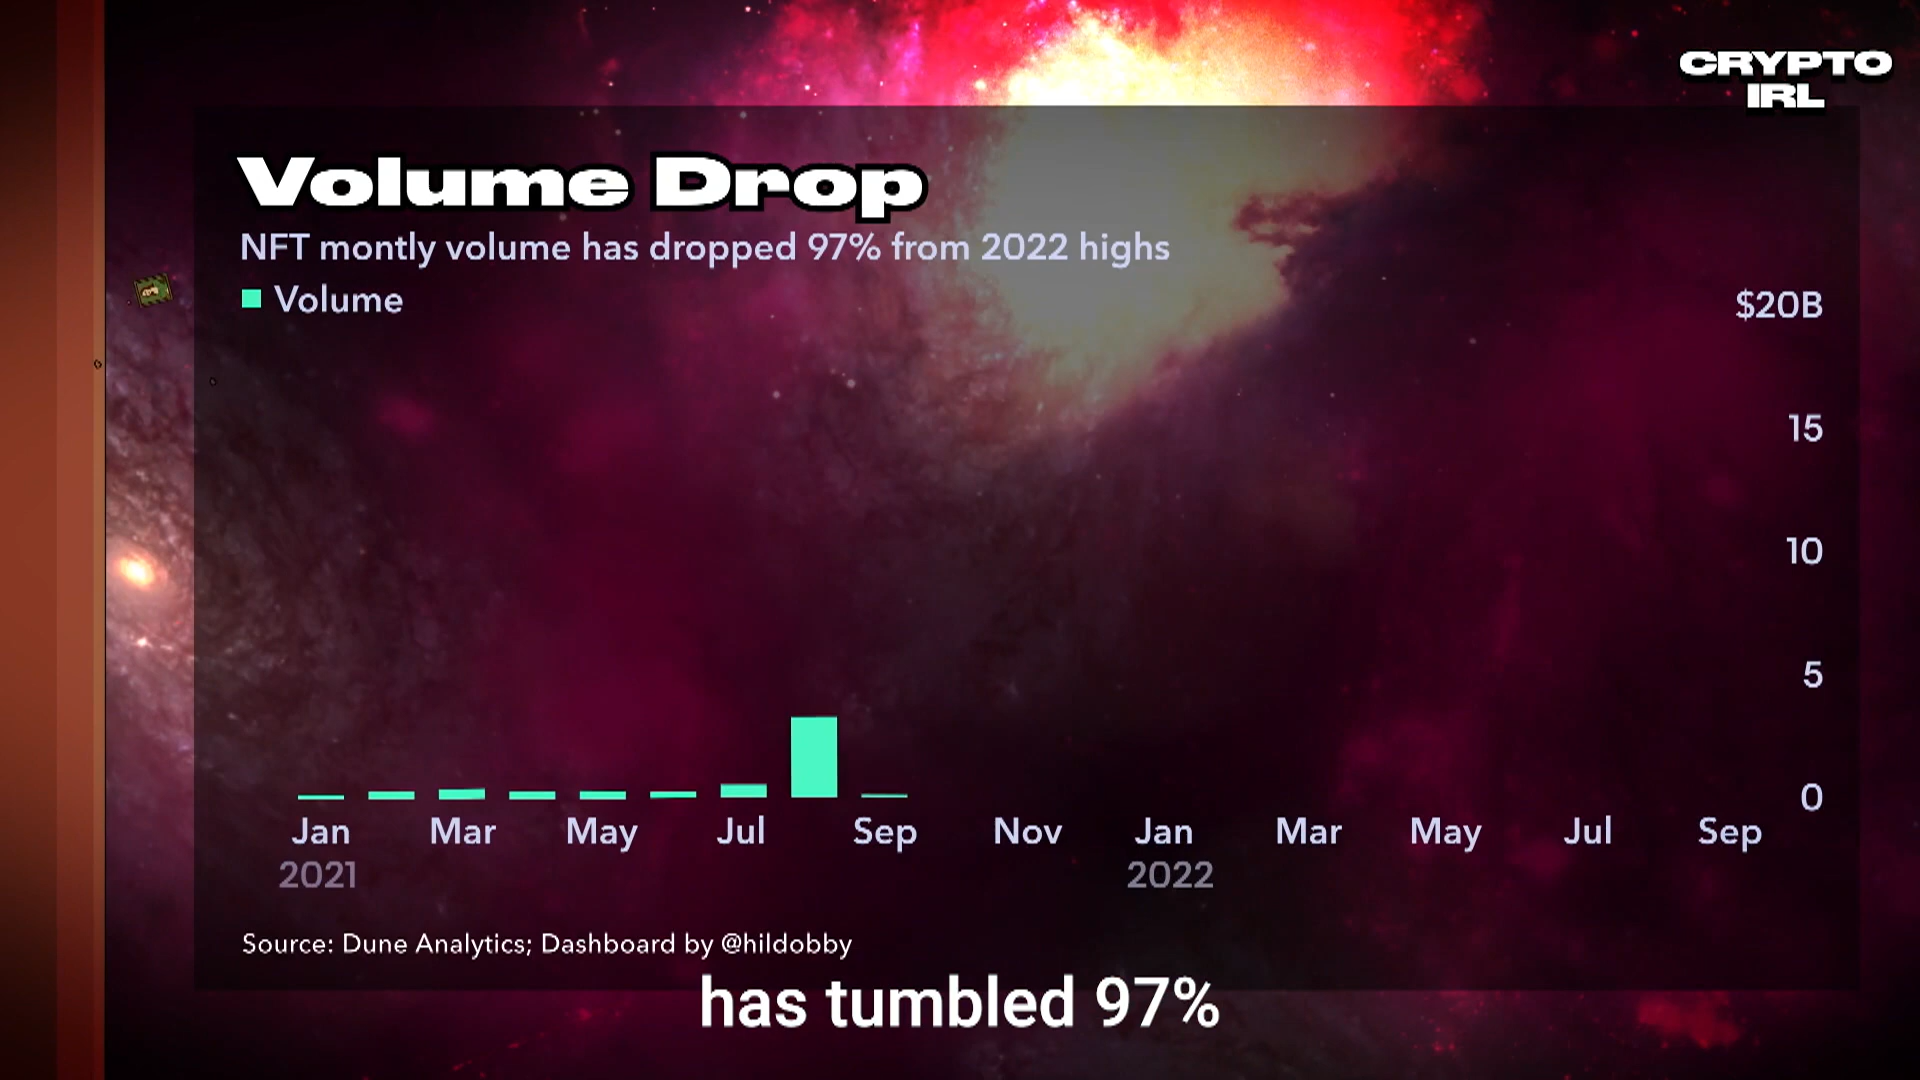 CRYPTO
IRL
Volume Drop
NFT montly volume has dropped 97% from 2022 highs
Volume
$20B
15
10
5
0
Jan Mar May Jul Sep Nov Jan Mar May Jul Sep
2021 2022
Source: Dune Analytics; Dashboard by @hildobby
has tumbled 97%